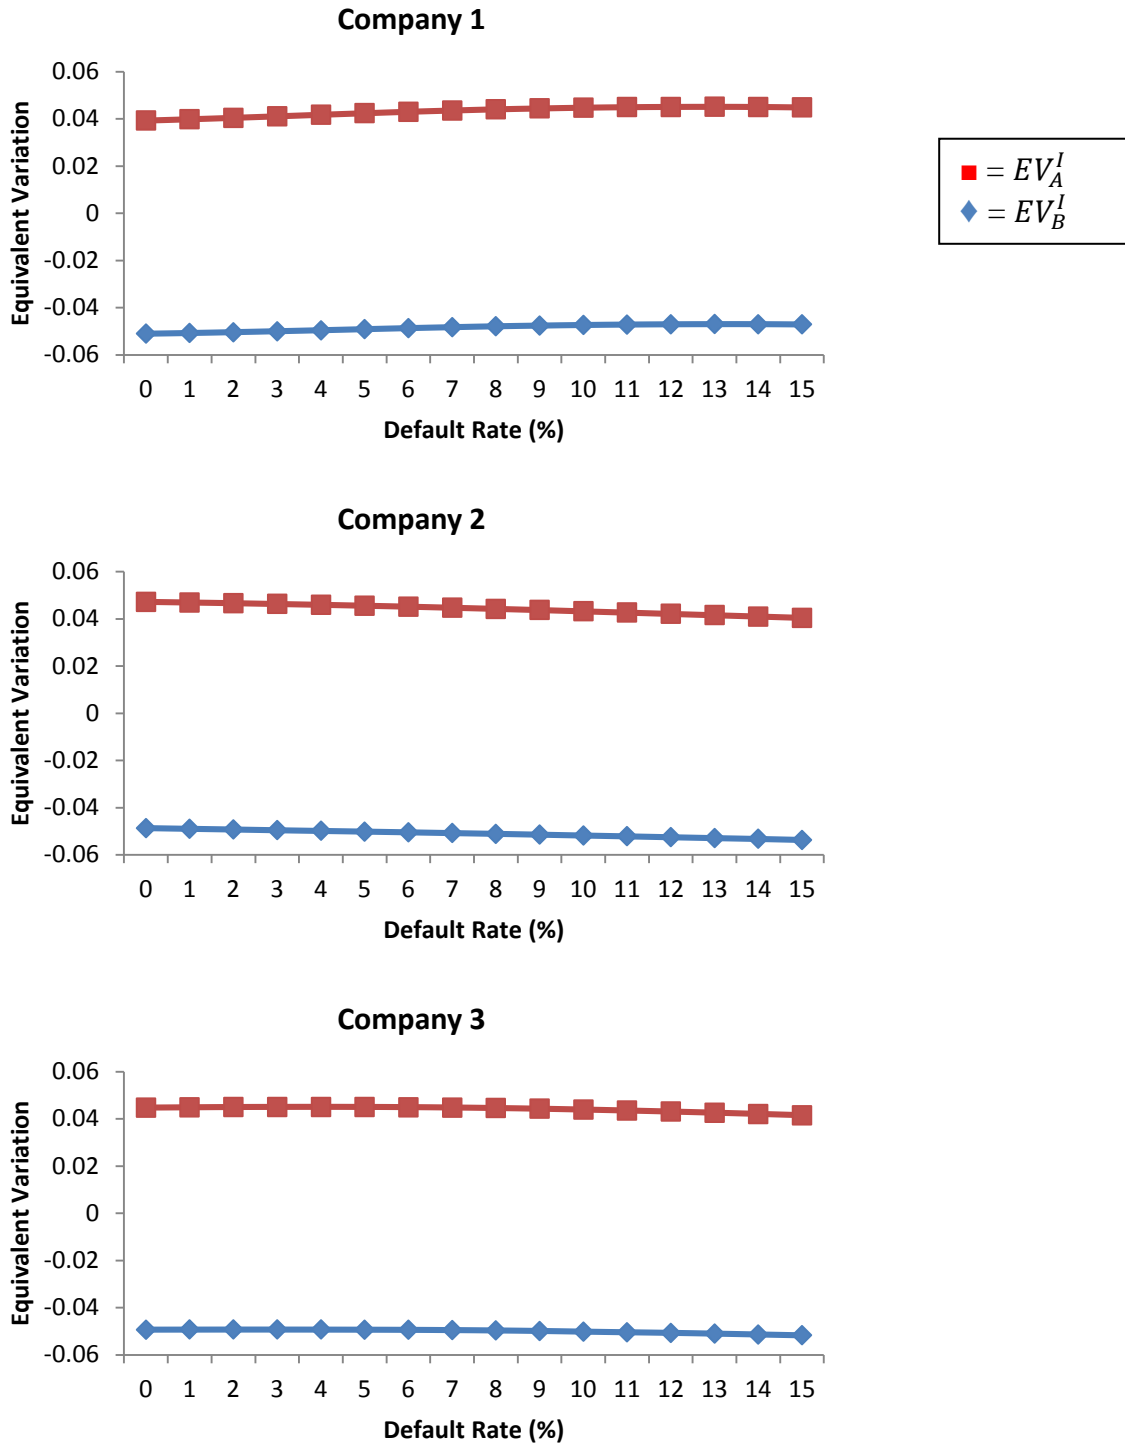 Company 1
Equivalent Variation
0.06
0.04
0.02
0
-0.02
-0.04
-0.06
0 1 2 3 4 5 6 7 8 9 10 11 12 13 14 15
Default Rate (%)
= EV_A^I
= EV_B^I
Company 2
Equivalent Variation
0.06
0.04
0.02
0
-0.02
-0.04
-0.06
0 1 2 3 4 5 6 7 8 9 10 11 12 13 14 15
Default Rate (%)
Company 3
Equivalent Variation
0.06
0.04
0.02
0
-0.02
-0.04
-0.06
0 1 2 3 4 5 6 7 8 9 10 11 12 13 14 15
Default Rate (%)